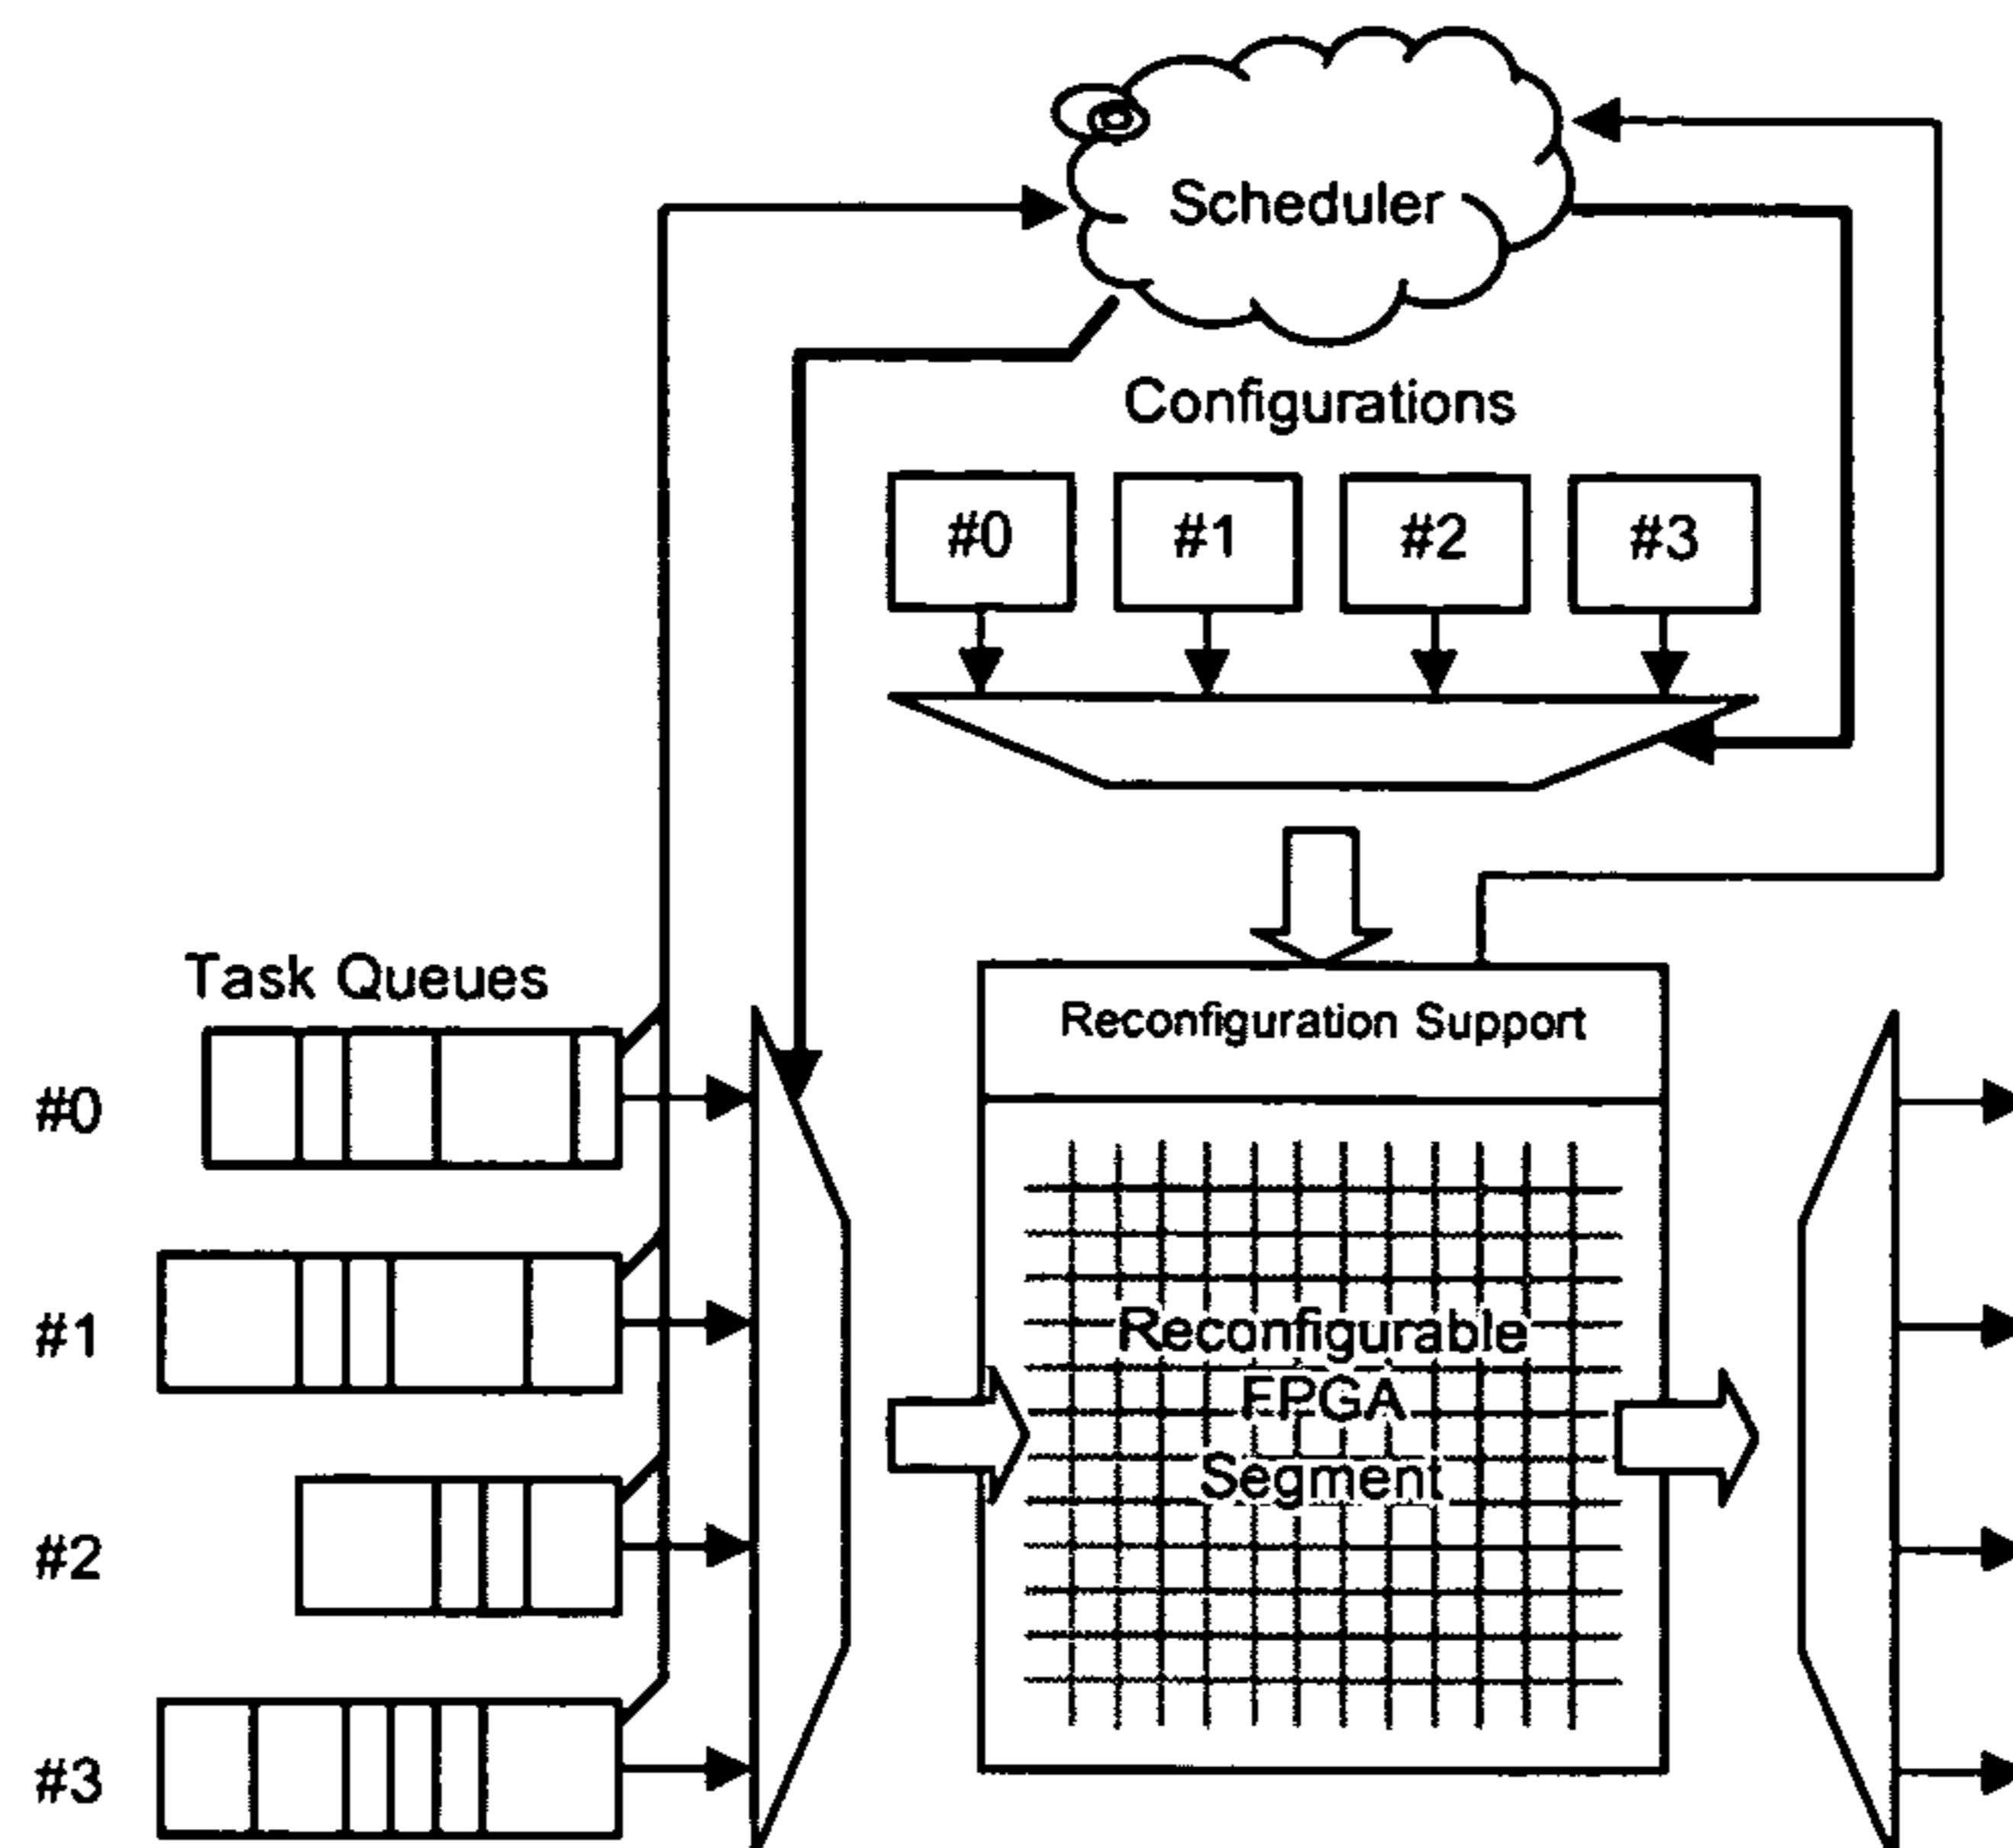 Scheduler
Configurations
#0 #1 #2 #3
Task Queues
Reconfiguration Support
#0
#1
Reconfigurable
FPGA
Segment
#2
#3